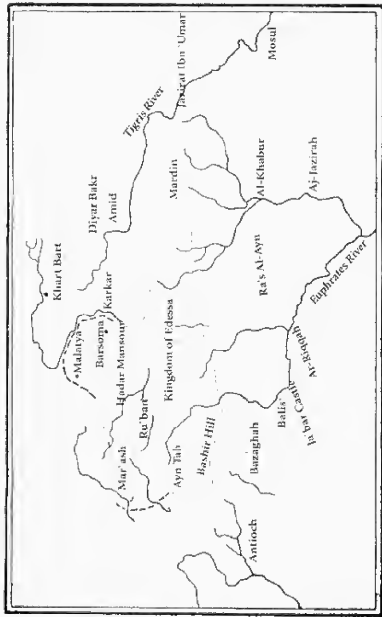 Khart Bart
Malatya
Barsoma
Karkar
Hadar Mansour
Ru'ban
Mar'ash
Ayn Tab
Diyar Bakr
Amid
Tigris River
Jazirat Ibn 'Umar
Mardin
Mosul
Kingdom of Edessa
Ra's Al-Ayn
Al-Khabur
Aj-Jazirah
Bashir Hill
Bazaghah
Balis
Ja'bar Castle
Ar-Riqqah
Euphrates River
Antioch